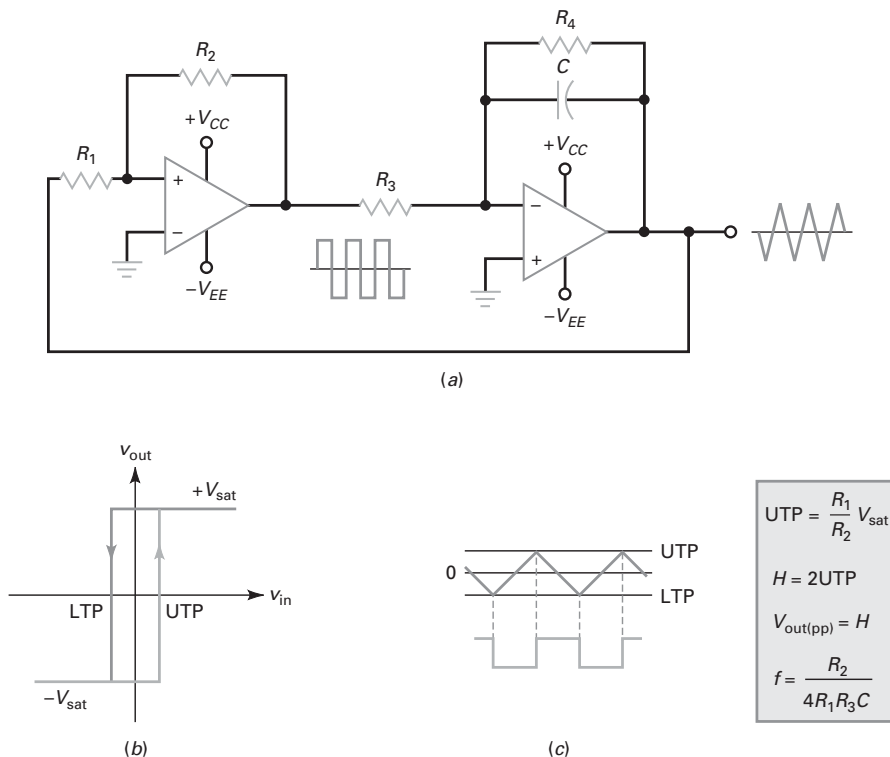 R4
C
R2
+VCC
+VCC
R1
R3
+
−
−
+
−VEE
−VEE
(a)
vout
+Vsat
UTP
0
LTP
LTP
UTP
vin
−Vsat
(b)
(c)
UTP = R1/R2 Vsat
H = 2UTP
Vout(pp) = H
f = R2/4R1R3C